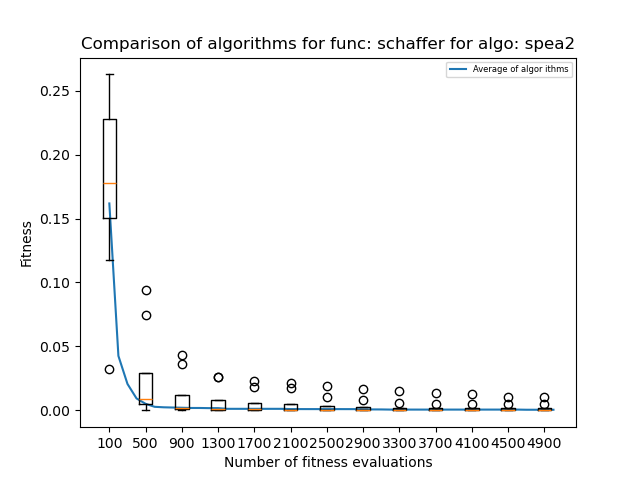 Comparison of algorithms for func: schaffer for algo: spea2
Average of algor ithms
0.25
0.20
0.15
0.10
0.05
0.00
Fitness
100 500 900 1300 1700 2100 2500 2900 3300 3700 4100 4500 4900
Number of fitness evaluations